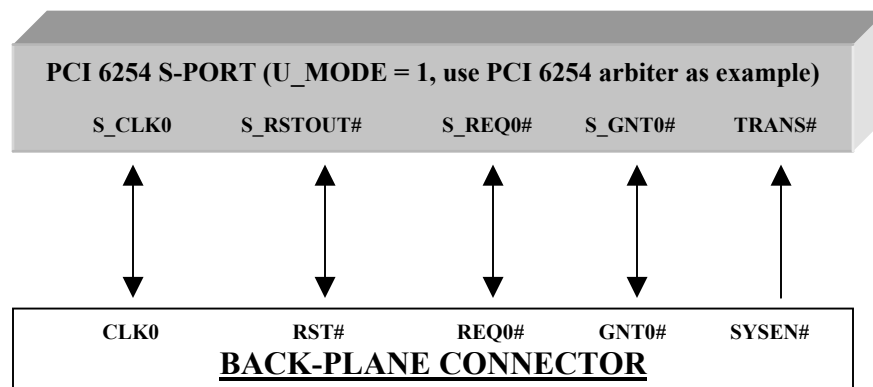 PCI 6254 S-PORT (U_MODE = 1, use PCI 6254 arbiter as example)
S_CLK0 S_RSTOUT# S_REQ0# S_GNT0# TRANS#
CLK0 RST# REQ0# GNT0# SYSEN#
BACK-PLANE CONNECTOR